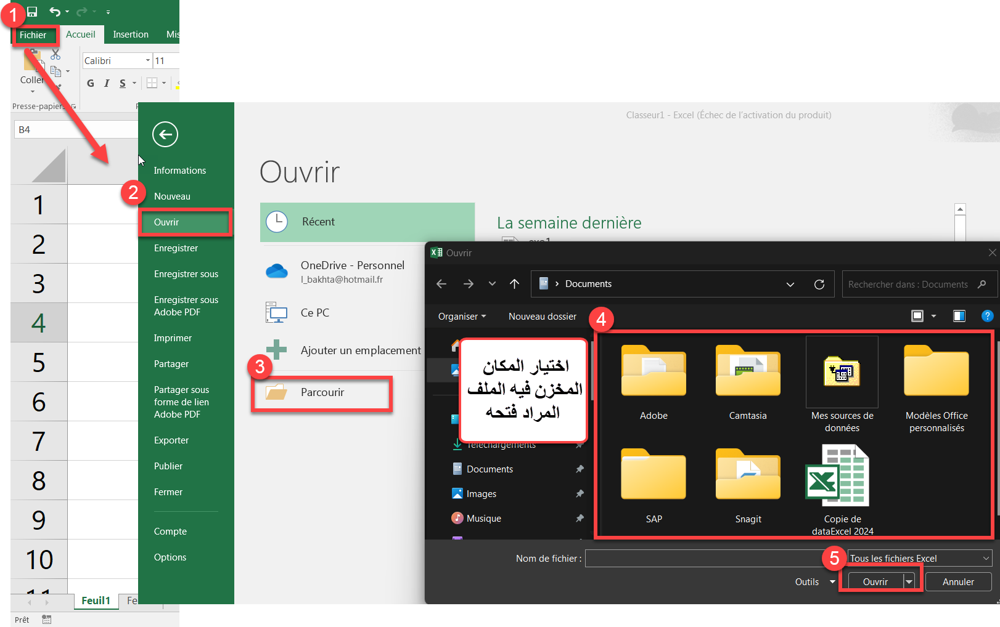 1
Fichier
Accueil
Insertion
Mis
Calibri
11
Coller
G I S
Presse-papiers
B4
1
2
3
4
5
6
7
8
9
10
11
Feuil1
Fe
Prêt
Classeur1 - Excel (Échec de l'activation du produit)
Informations
2
Nouveau
Ouvrir
Enregistrer
Enregistrer sous
Enregistrer sous
Adobe PDF
Imprimer
Partager
Partager sous
forme de lien
Adobe PDF
Exporter
Publier
Fermer
Compte
Options
Ouvrir
Récent
OneDrive - Personnel
l_bakhta@hotmail.fr
Ce PC
Ajouter un emplacement
3
Parcourir
La semaine dernière
exo1
Ouvrir
Documents
Rechercher dans : Documents
Organiser
Nouveau dossier
4
اختيار المكان
المخزن فيه الملف
المراد فتحه
Téléchargements
Documents
Images
Musique
Adobe
Camtasia
Mes sources de
données
Modèles Office
personnalisés
SAP
Snagit
Copie de
dataExcel 2024
Nom de fichier :
5
Tous les fichiers Excel
Outils
Ouvrir
Annuler